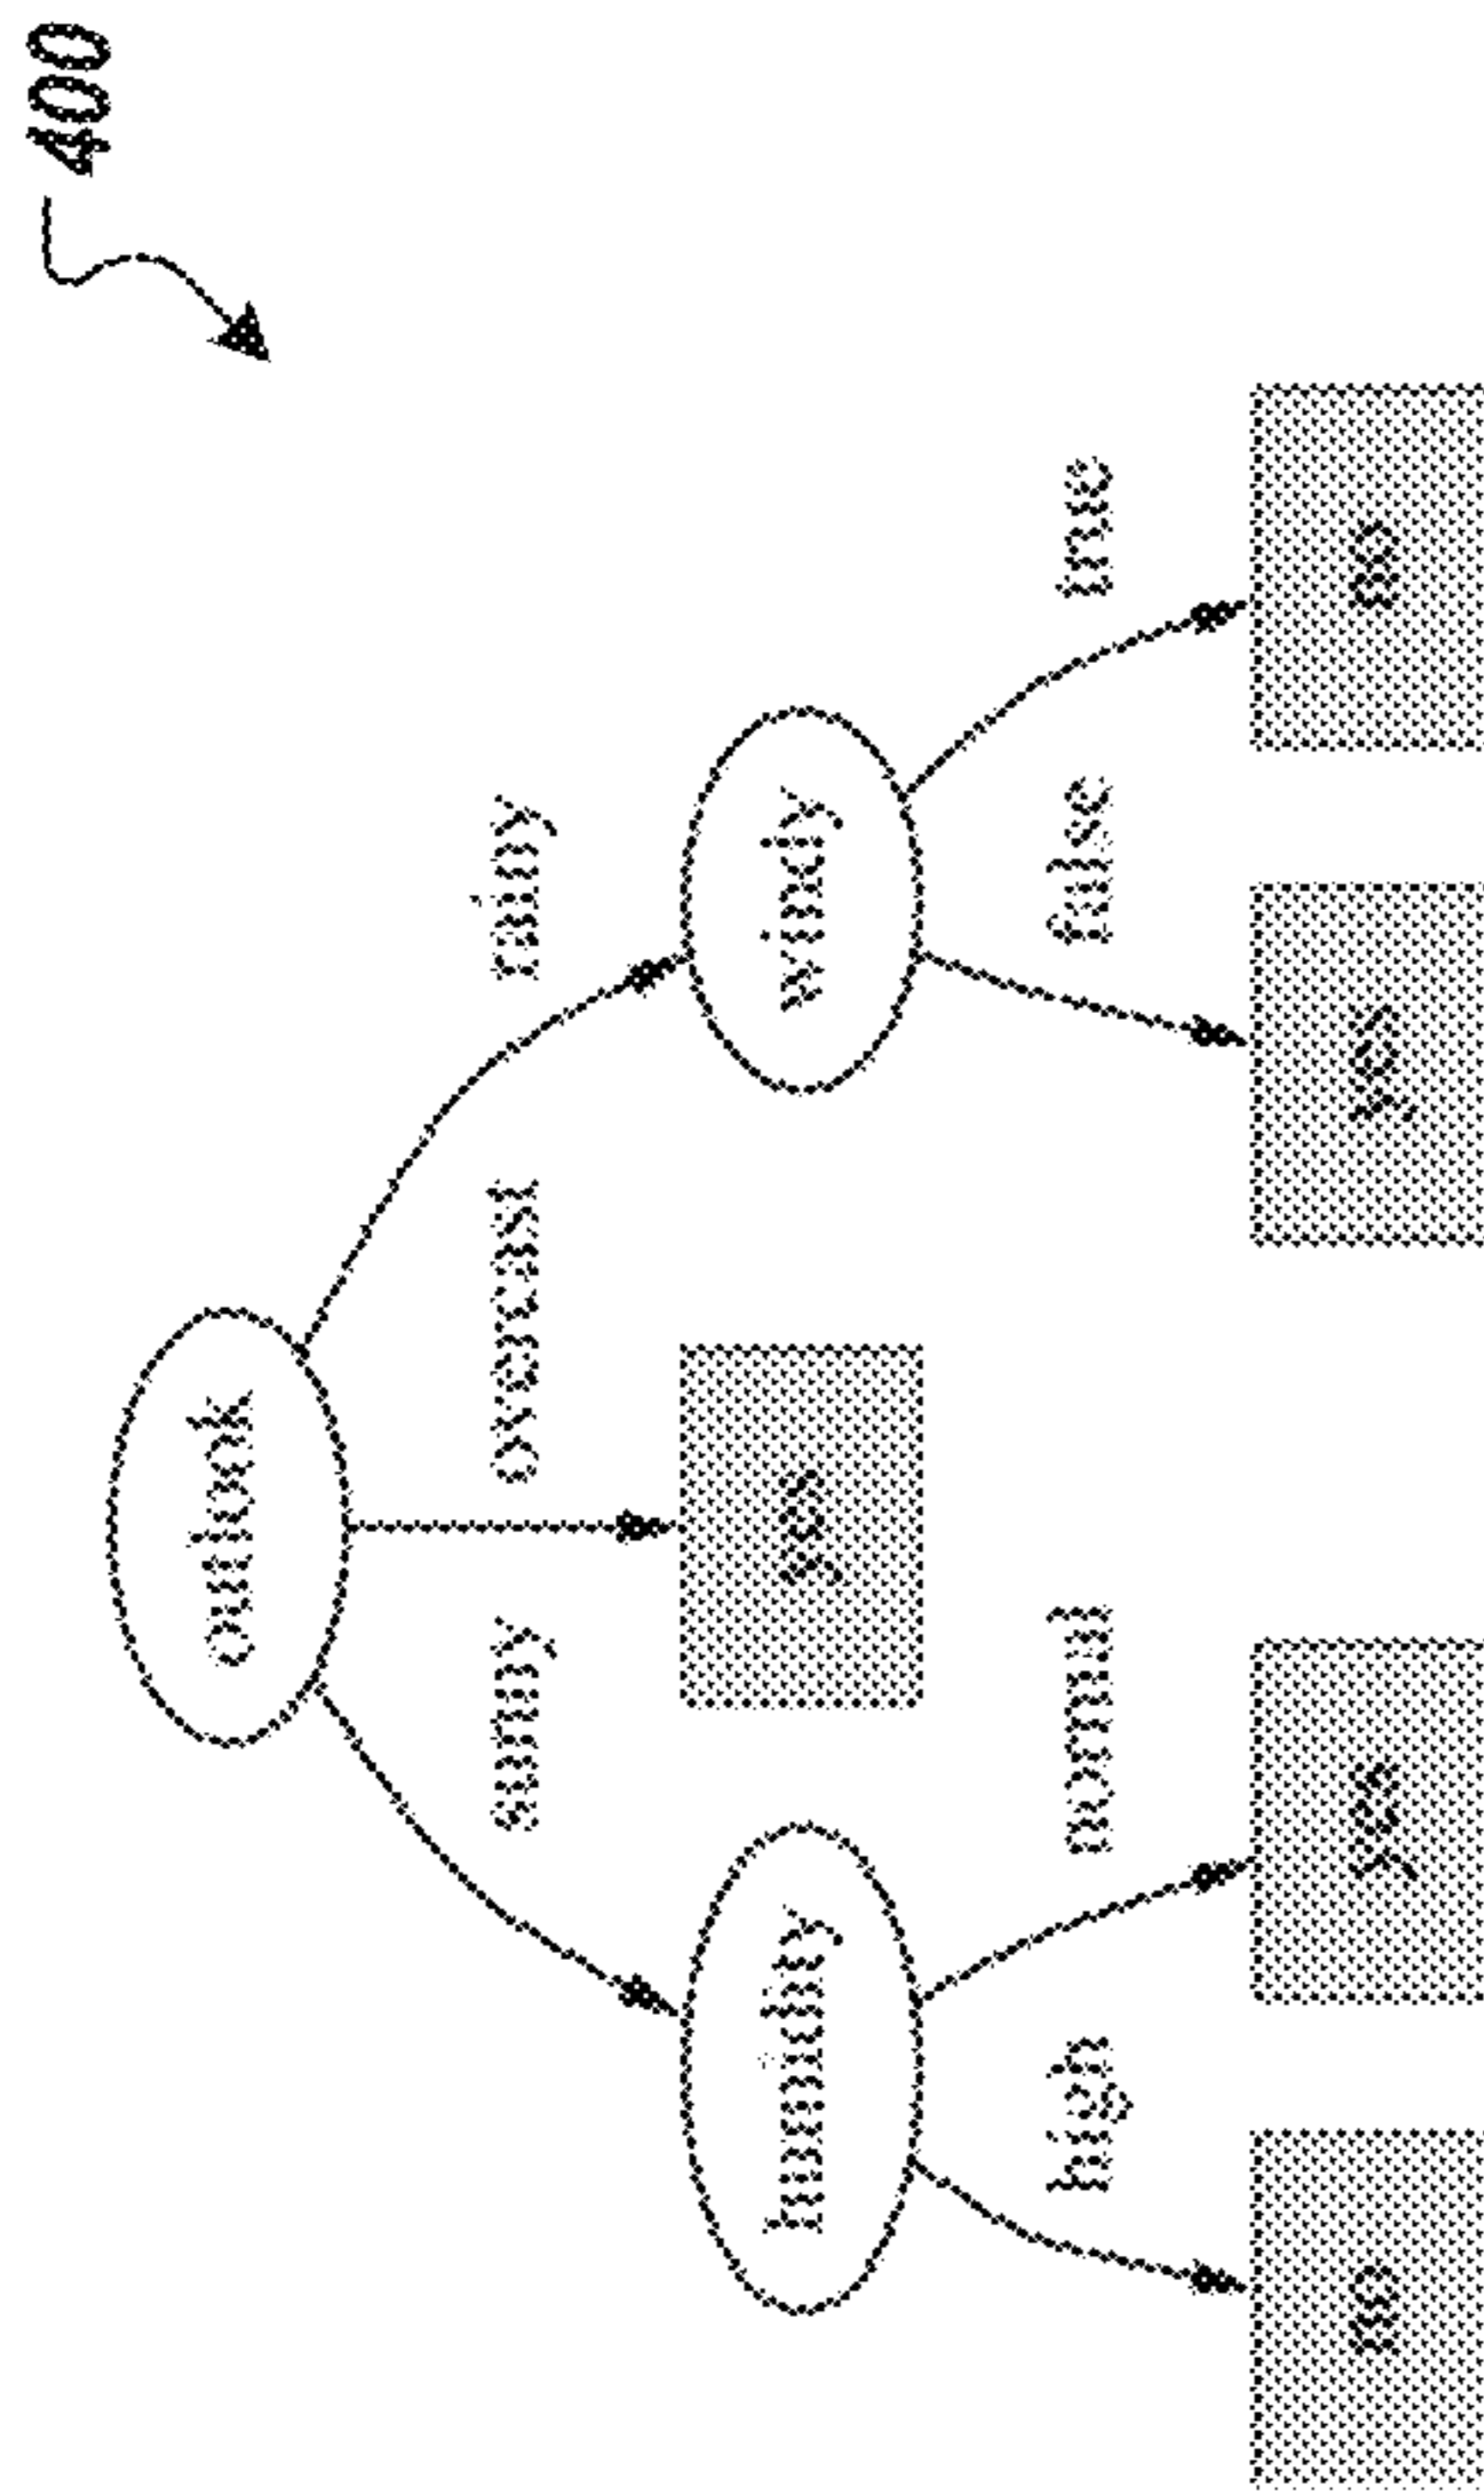 400
outlook
sunny
overcast
rainy
humidity
yes
windy
high
normal
false
true
no
yes
yes
no